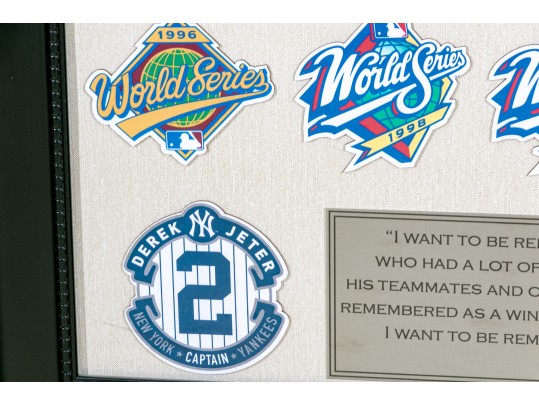 1996
World Series
World Series
1998
W
DEREK NY JETER
2
NEW YORK ★ CAPTAIN ★ YANKEES
"I WANT TO BE RE
WHO HAD A LOT OF
HIS TEAMMATES AND O
REMEMBERED AS A WIN
I WANT TO BE REM